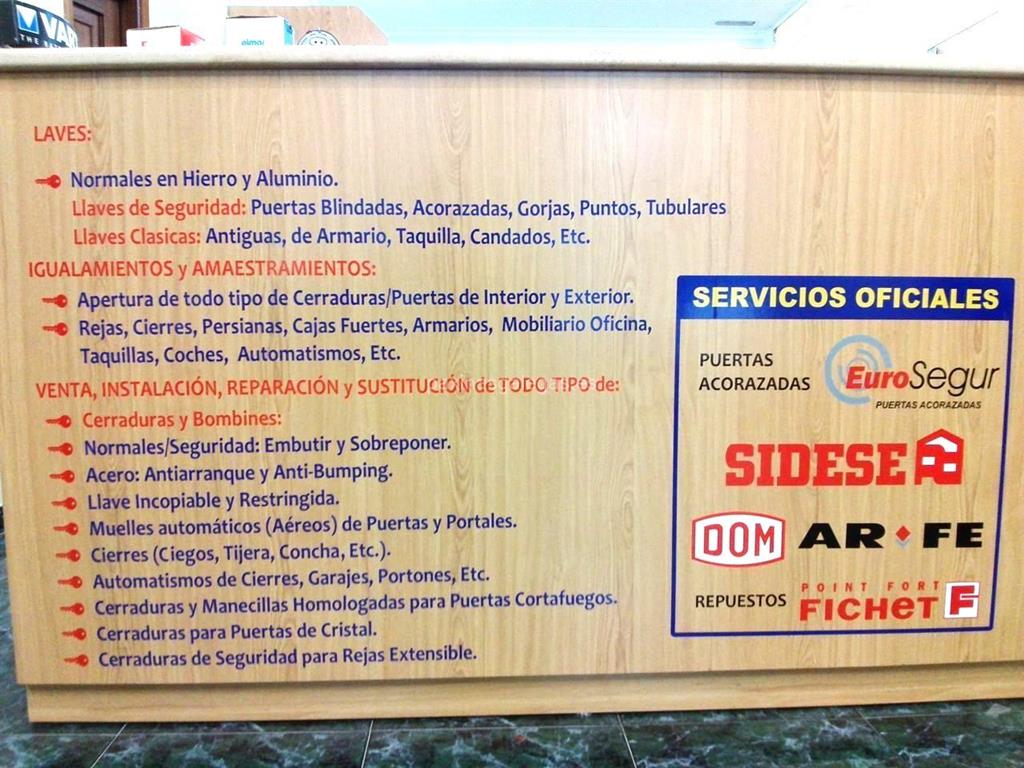 VAR
THE
LAVES:
Normales en Hierro y Aluminio.
Llaves de Seguridad: Puertas Blindadas, Acorazadas, Gorjas, Puntos, Tubulares
Llaves Clasicas: Antiguas, de Armario, Taquilla, Candados, Etc.
IGUALAMIENTOS y AMAESTRAMIENTOS:
Apertura de todo tipo de Cerraduras/Puertas de Interior y Exterior.
Rejas, Cierres, Persianas, Cajas Fuertes, Armarios, Mobiliario Oficina,
Taquillas, Coches, Automatismos, Etc.
VENTA, INSTALACIÓN, REPARACIÓN y SUSTITUCIÓN de TODO TIPO de:
Cerraduras y Bombines:
Normales/Seguridad: Embutir y Sobreponer.
Acero: Antiarranque y Anti-Bumping.
Llave Incopiable y Restringida.
Muelles automáticos (Aéreos) de Puertas y Portales.
Cierres (Ciegos, Tijera, Concha, Etc.).
Automatismos de Cierres, Garajes, Portones, Etc.
Cerraduras y Manecillas Homologadas para Puertas Cortafuegos.
Cerraduras para Puertas de Cristal.
Cerraduras de Seguridad para Rejas Extensible.
SERVICIOS OFICIALES
PUERTAS
ACORAZADAS
EuroSegur
PUERTAS ACORAZADAS
SIDESE
DOM
AR FE
REPUESTOS
POINT FORT
FICHET F